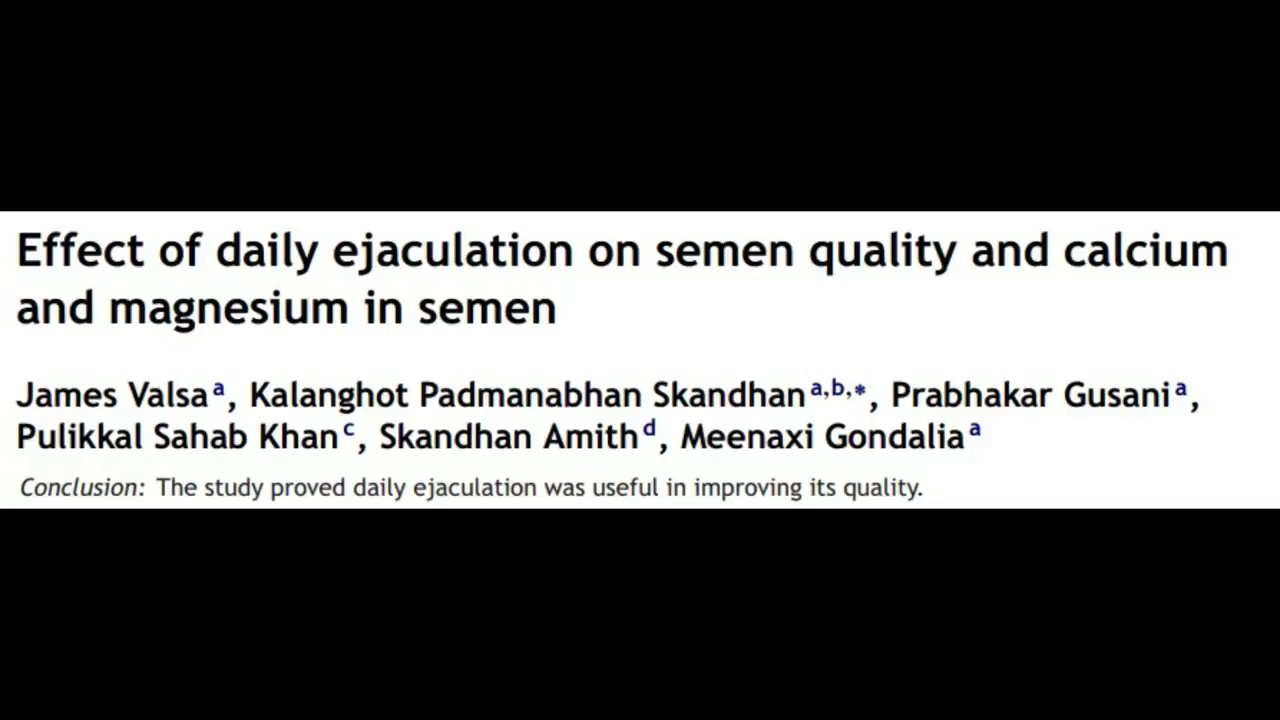 Effect of daily ejaculation on semen quality and calcium
and magnesium in semen
James Valsa a, Kalanghot Padmanabhan Skandhan a,b,*, Prabhakar Gusani a,
Pulikkal Sahab Khan c, Skandhan Amith d, Meenaxi Gondalia a
Conclusion: The study proved daily ejaculation was useful in improving its quality.